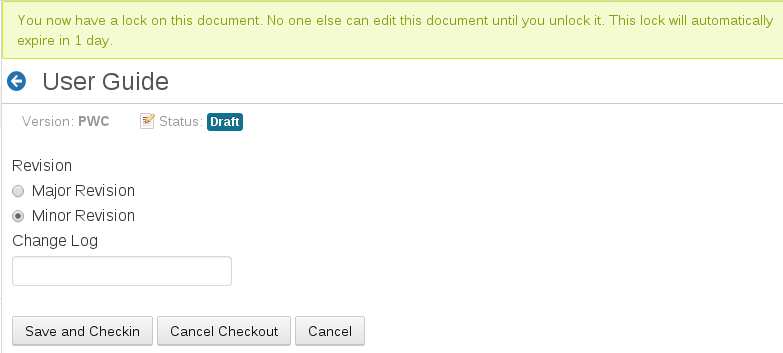 You now have a lock on this document. No one else can edit this document until you unlock it. This lock will automatically
expire in 1 day.
User Guide
Version: PWC Status: Draft
Revision
Major Revision
Minor Revision
Change Log
Save and Checkin Cancel Checkout Cancel